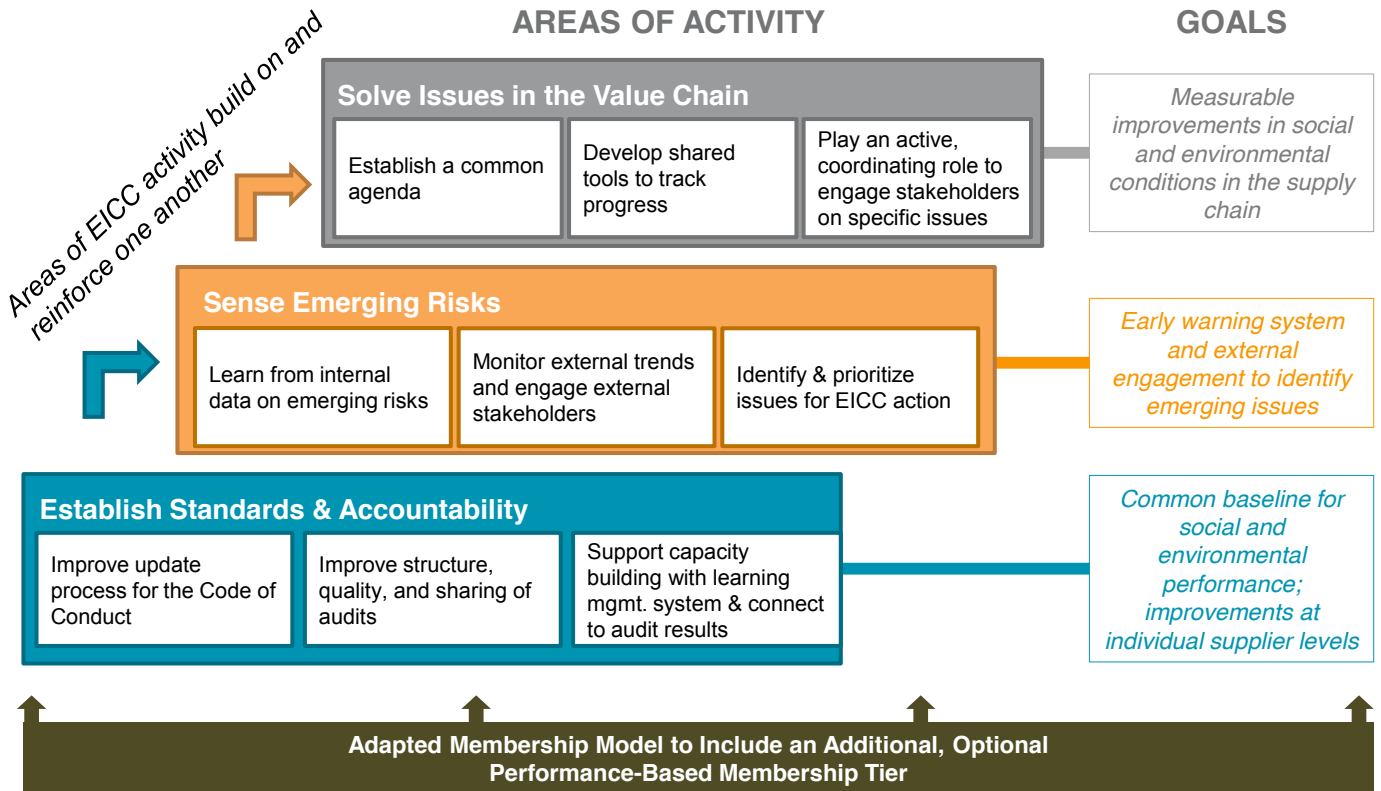 AREAS OF ACTIVITY
GOALS
Areas of EICC activity build on and
reinforce one another
Solve Issues in the Value Chain
Establish a common
agenda
Develop shared
tools to track
progress
Play an active,
coordinating role to
engage stakeholders
on specific issues
Measurable
improvements in social
and environmental
conditions in the supply
chain
Sense Emerging Risks
Learn from internal
data on emerging risks
Monitor external trends
and engage external
stakeholders
Identify & prioritize
issues for EICC action
Early warning system
and external
engagement to identify
emerging issues
Establish Standards & Accountability
Improve update
process for the Code of
Conduct
Improve structure,
quality, and sharing of
audits
Support capacity
building with learning
mgmt. system & connect
to audit results
Common baseline for
social and
environmental
performance;
improvements at
individual supplier levels
Adapted Membership Model to Include an Additional, Optional
Performance-Based Membership Tier